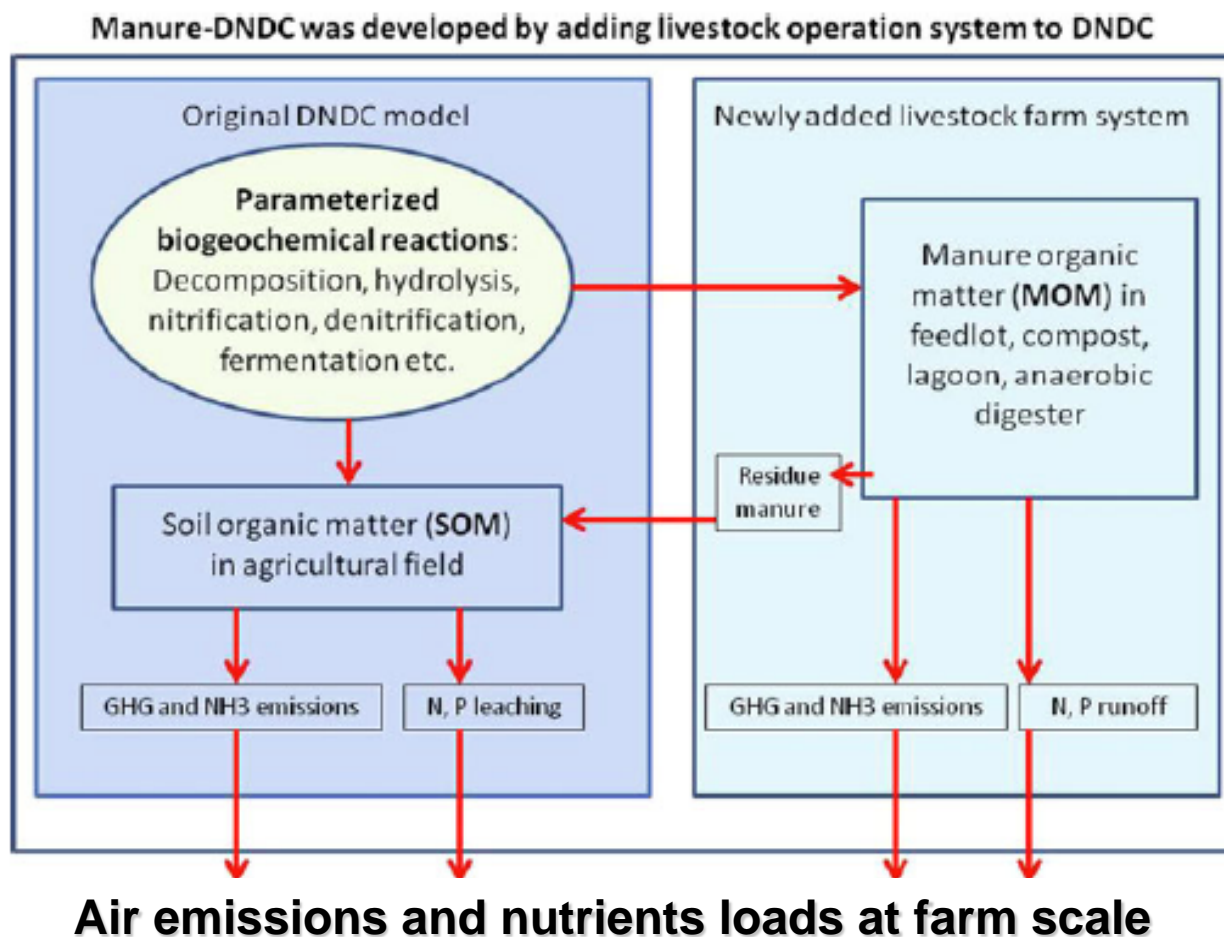 Manure-DNDC was developed by adding livestock operation system to DNDC
Original DNDC model
Parameterized
biogeochemical reactions:
Decomposition, hydrolysis,
nitrification, denitrification,
fermentation etc.
Soil organic matter (SOM)
in agricultural field
GHG and NH3 emissions
N, P leaching
Newly added livestock farm system
Manure organic
matter (MOM) in
feedlot, compost,
lagoon, anaerobic
digester
Residue
manure
GHG and NH3 emissions
N, P runoff
Air emissions and nutrients loads at farm scale